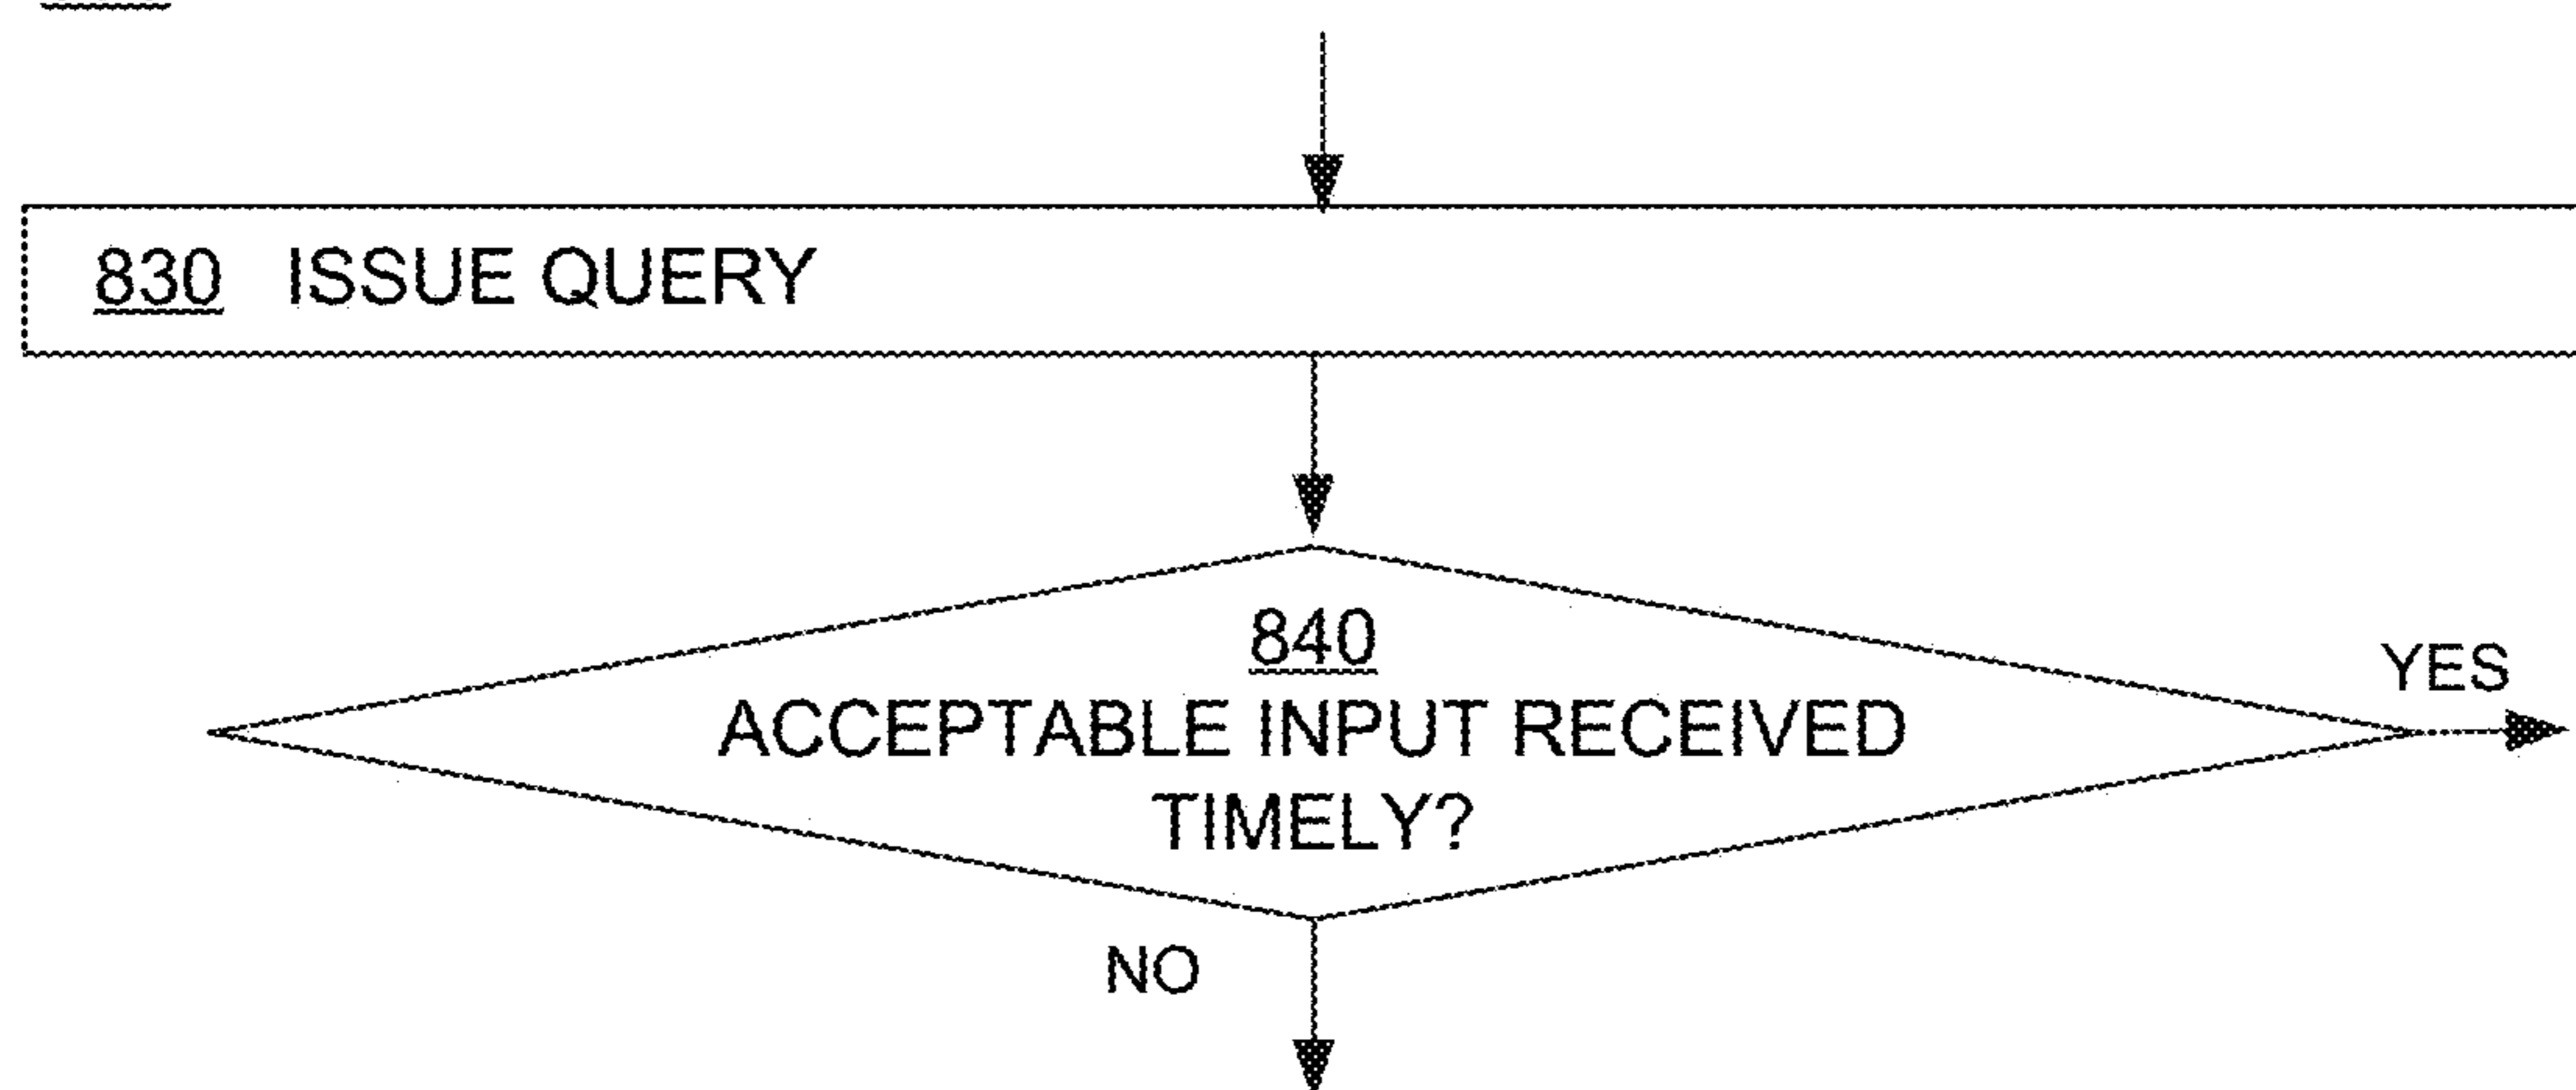 830 ISSUE QUERY
840
ACCEPTABLE INPUT RECEIVED
TIMELY?
YES
NO